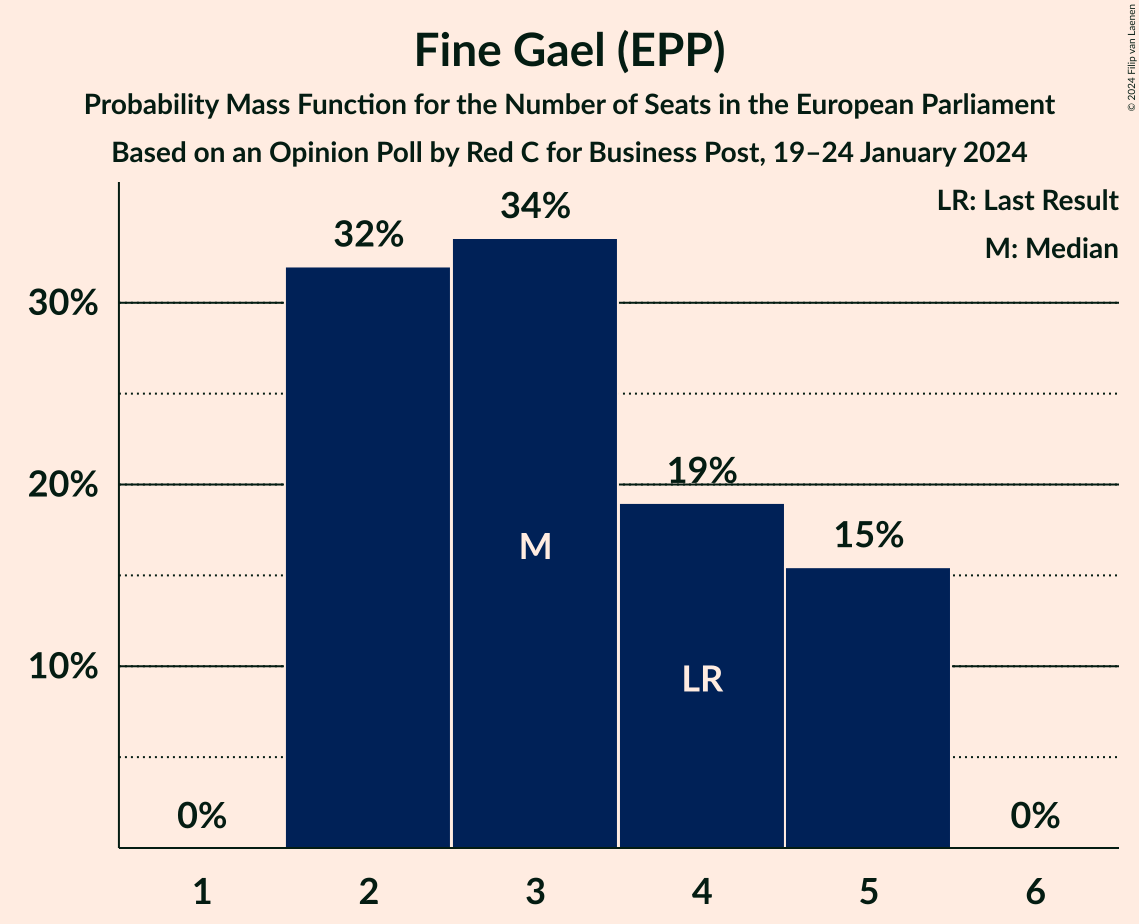 Fine Gael (EPP)
Probability Mass Function for the Number of Seats in the European Parliament
Based on an Opinion Poll by Red C for Business Post, 19–24 January 2024
© 2024 Filip van Laenen
LR: Last Result
M: Median
30%
20%
10%
0%
32%
34%
19%
15%
0%
M
LR
1
2
3
4
5
6